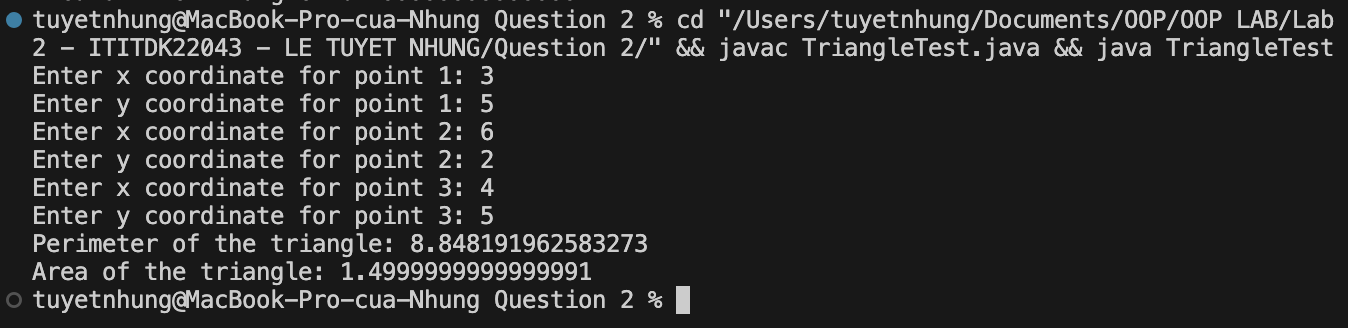 tuyetnhung@MacBook-Pro-cua-Nhung Question 2 % cd "/Users/tuyetnhung/Documents/OOP/OOP LAB/Lab
2 - ITITDK22043 - LE TUYET NHUNG/Question 2/" && javac TriangleTest.java && java TriangleTest
Enter x coordinate for point 1: 3
Enter y coordinate for point 1: 5
Enter x coordinate for point 2: 6
Enter y coordinate for point 2: 2
Enter x coordinate for point 3: 4
Enter y coordinate for point 3: 5
Perimeter of the triangle: 8.848191962583273
Area of the triangle: 1.4999999999999991
tuyetnhung@MacBook-Pro-cua-Nhung Question 2 %